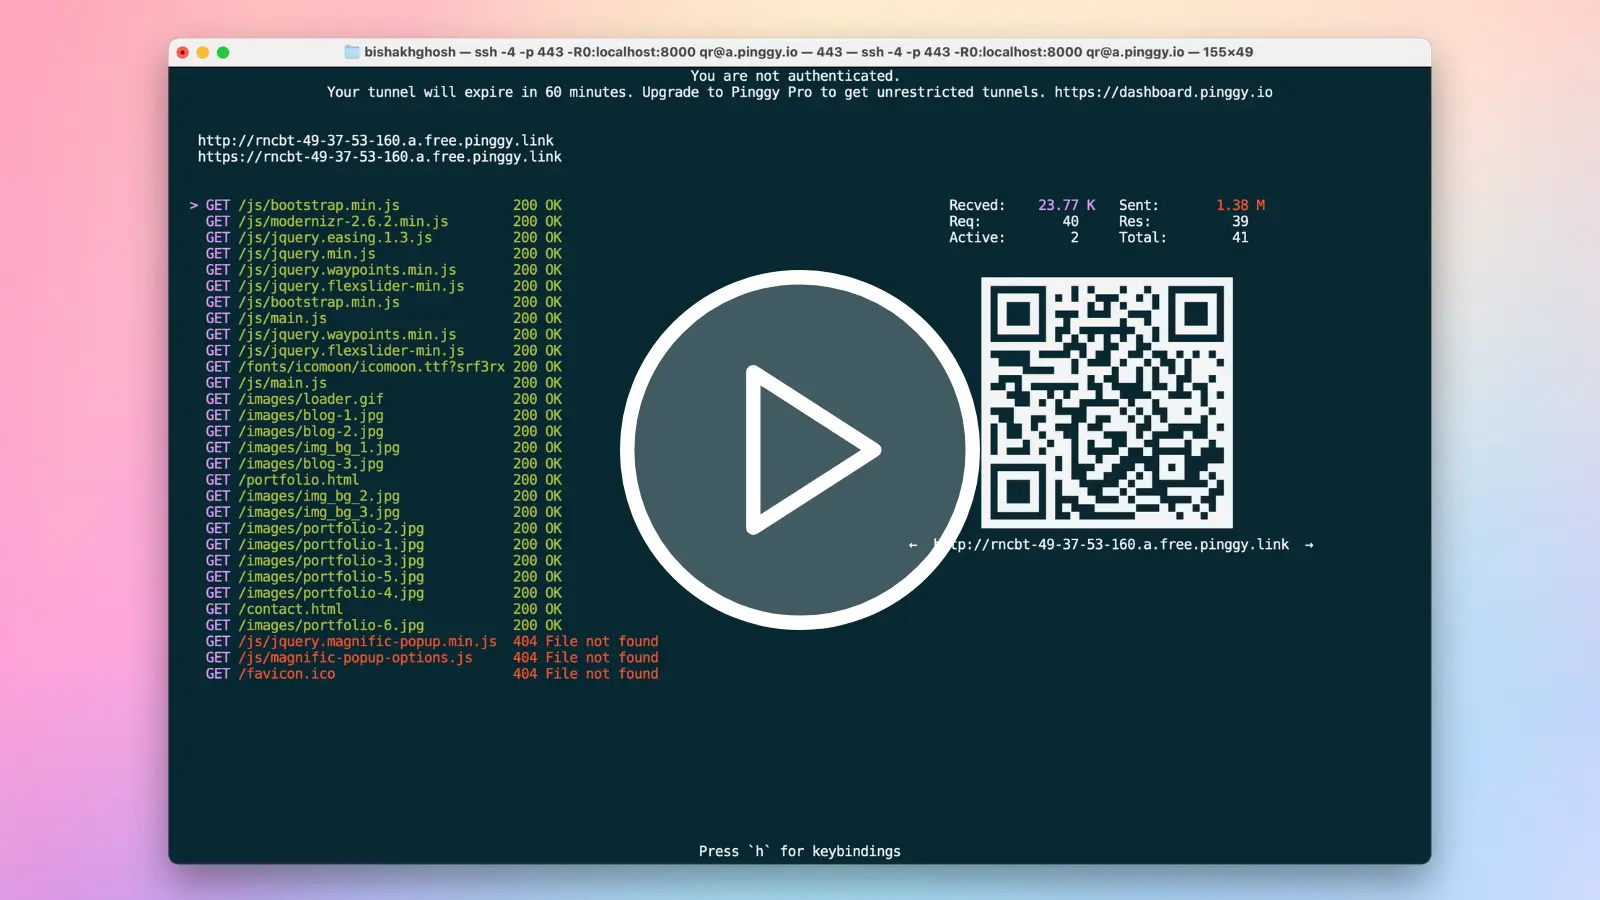 bishakhghosh — ssh -4 -p 443 -R0:localhost:8000 qr@a.pinggy.io — 443 — ssh -4 -p 443 -R0:localhost:8000 qr@a.pinggy.io — 155×49
You are not authenticated.
Your tunnel will expire in 60 minutes. Upgrade to Pinggy Pro to get unrestricted tunnels. https://dashboard.pinggy.io
http://rncbt-49-37-53-160.a.free.pinggy.link
https://rncbt-49-37-53-160.a.free.pinggy.link
> GET /js/bootstrap.min.js 200 OK
GET /js/modernizr-2.6.2.min.js 200 OK
GET /js/jquery.easing.1.3.js 200 OK
GET /js/jquery.min.js 200 OK
GET /js/jquery.waypoints.min.js 200 OK
GET /js/jquery.flexslider-min.js 200 OK
GET /js/bootstrap.min.js 200 OK
GET /js/main.js 200 OK
GET /js/jquery.waypoints.min.js 200 OK
GET /js/jquery.flexslider-min.js 200 OK
GET /fonts/icomoon/icomoon.ttf?srf3rx 200 OK
GET /js/main.js 200 OK
GET /images/loader.gif 200 OK
GET /images/blog-1.jpg 200 OK
GET /images/blog-2.jpg 200 OK
GET /images/img_bg_1.jpg 200 OK
GET /images/blog-3.jpg 200 OK
GET /portfolio.html 200 OK
GET /images/img_bg_2.jpg 200 OK
GET /images/img_bg_3.jpg 200 OK
GET /images/portfolio-2.jpg 200 OK
GET /images/portfolio-1.jpg 200 OK
GET /images/portfolio-3.jpg 200 OK
GET /images/portfolio-5.jpg 200 OK
GET /images/portfolio-4.jpg 200 OK
GET /contact.html 200 OK
GET /images/portfolio-6.jpg 200 OK
GET /js/jquery.magnific-popup.min.js 404 File not found
GET /js/magnific-popup-options.js 404 File not found
GET /favicon.ico 404 File not found
Recved: 23.77 K Sent: 1.38 M
Req: 40 Res: 39
Active: 2 Total: 41
← http://rncbt-49-37-53-160.a.free.pinggy.link →
Press `h` for keybindings